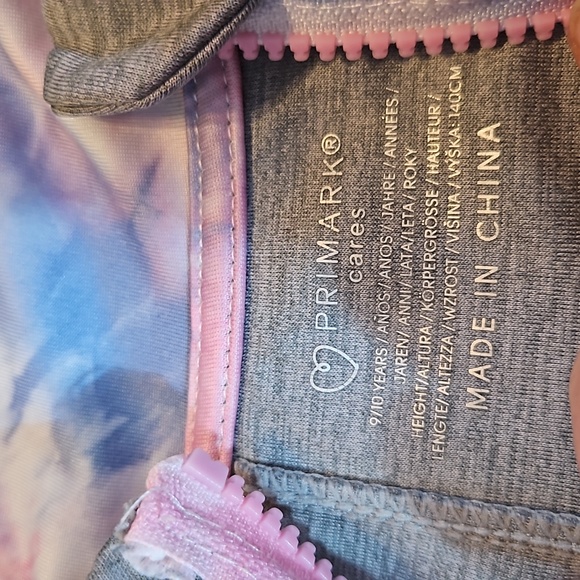 PRIMARK®
cares
9/10 YEARS / AÑOS / ANOS / JAHRE / ANNÉES /
JAREN / ANNI / LATA / LETA / ROKY
HEIGHT/ALTURA / KÖRPERGRÖSSE / HAUTEUR /
LENGTE / ALTEZZA / WZROST / VIŠINA / VÝŠKA: 140CM
MADE IN CHINA